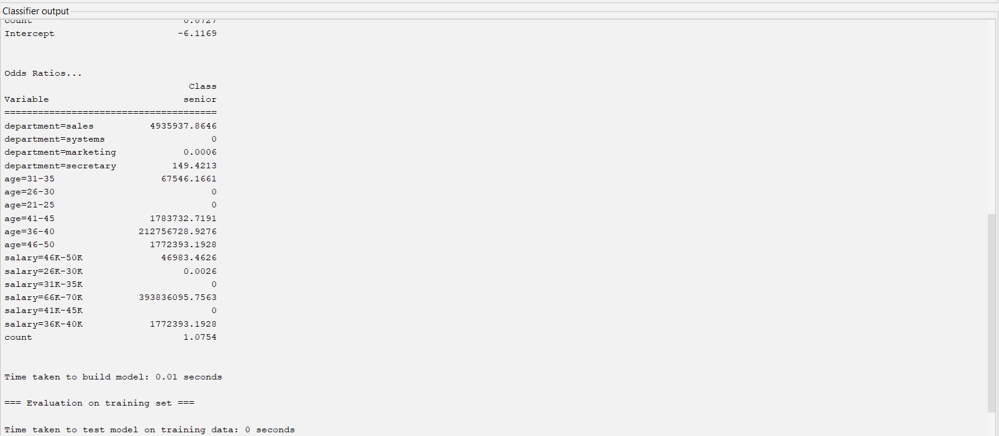 Classifier output
count 0.0727
Intercept -6.1169
Odds Ratios...
Class
Variable senior
======================================
department=sales 4935937.8646
department=systems 0
department=marketing 0.0006
department=secretary 149.4213
age=31-35 67546.1661
age=26-30 0
age=21-25 0
age=41-45 1783732.7191
age=36-40 212756728.9276
age=46-50 1772393.1928
salary=46K-50K 46983.4626
salary=26K-30K 0.0026
salary=31K-35K 0
salary=66K-70K 393836095.7563
salary=41K-45K 0
salary=36K-40K 1772393.1928
count 1.0754
Time taken to build model: 0.01 seconds
=== Evaluation on training set ===
Time taken to test model on training data: 0 seconds